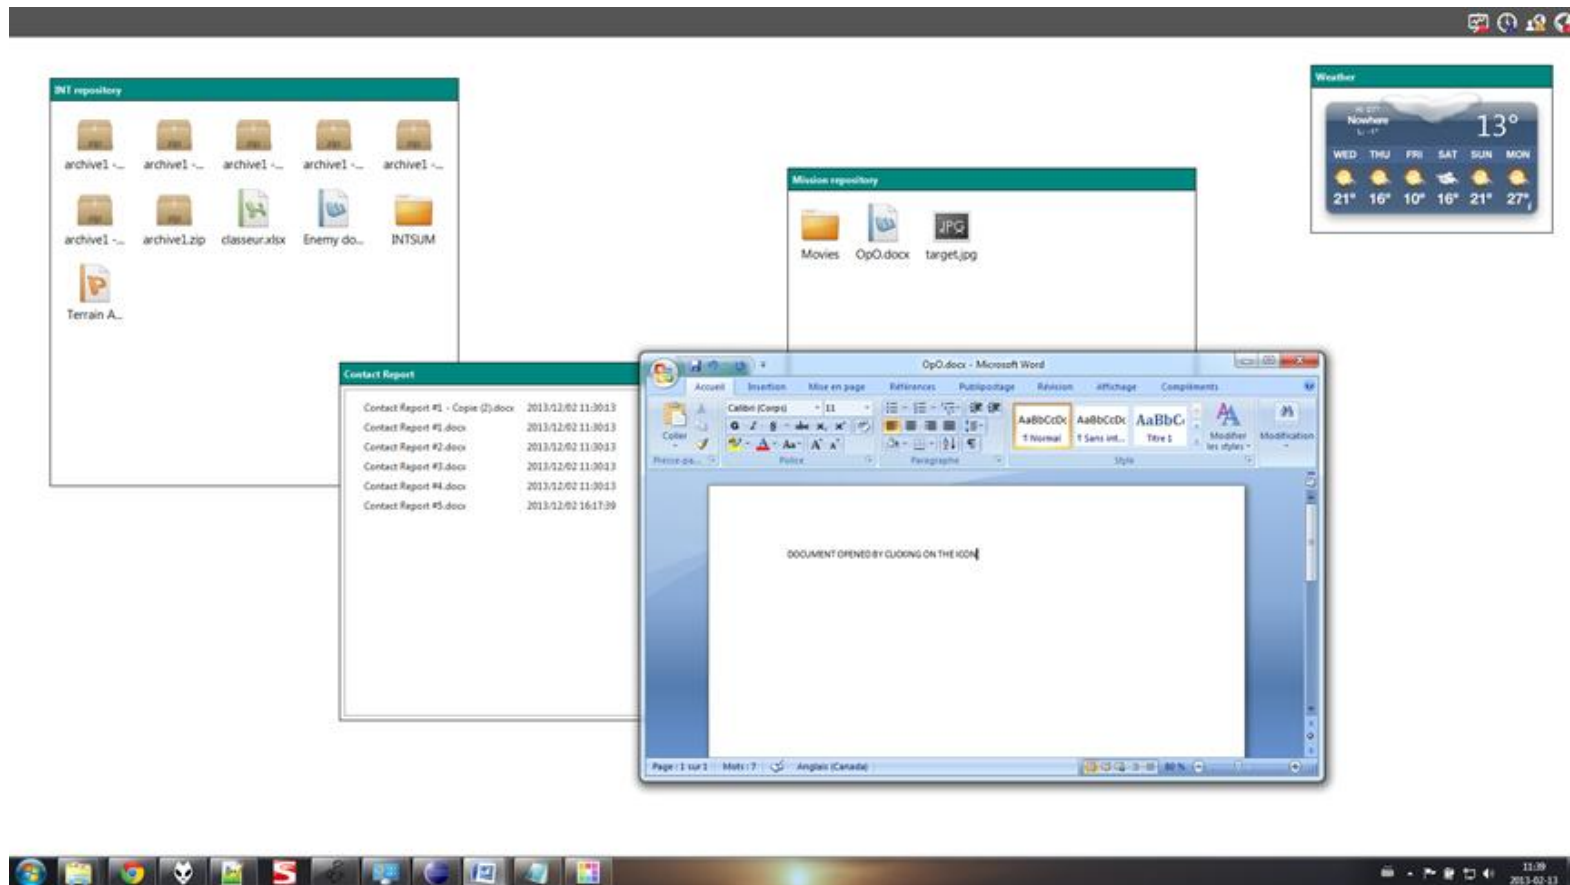 INT repository
archive1 -...
archive1 -...
archive1 -...
archive1 -...
archive1 -...
archive1 -...
archive1.zip
classeur.xlsx
Enemy do...
INTSUM
Terrain A...
Weather
Nowhere
13°
WED THU FRI SAT SUN MON
21° 16° 10° 16° 21° 27°
Mission repository
JPG
Movies
OpO.docx
target.jpg
Contact Report
Contact Report #1 - Copie (2).docx 2013/12/02 11:30:13
Contact Report #1.docx 2013/12/02 11:30:13
Contact Report #2.docx 2013/12/02 11:30:13
Contact Report #3.docx 2013/12/02 11:30:13
Contact Report #4.docx 2013/12/02 11:30:13
Contact Report #5.docx 2013/12/02 16:17:39
OpO.docx - Microsoft Word
Accueil Insertion Mise en page Références Publipostage Révision Affichage Compléments
Calibri (Corps) 11
Coller
AaBbCcDc AaBbCcDc AaBbC
¶ Normal ¶ Sans int... Titre 1
Modifier les styles
Modification
Presse-pa... Police Paragraphe Style
DOCUMENT OPENED BY CLICKING ON THE ICON
Page : 1 sur 1 Mots : 7 Anglais (Canada) 80 %
11:39
2013-02-13